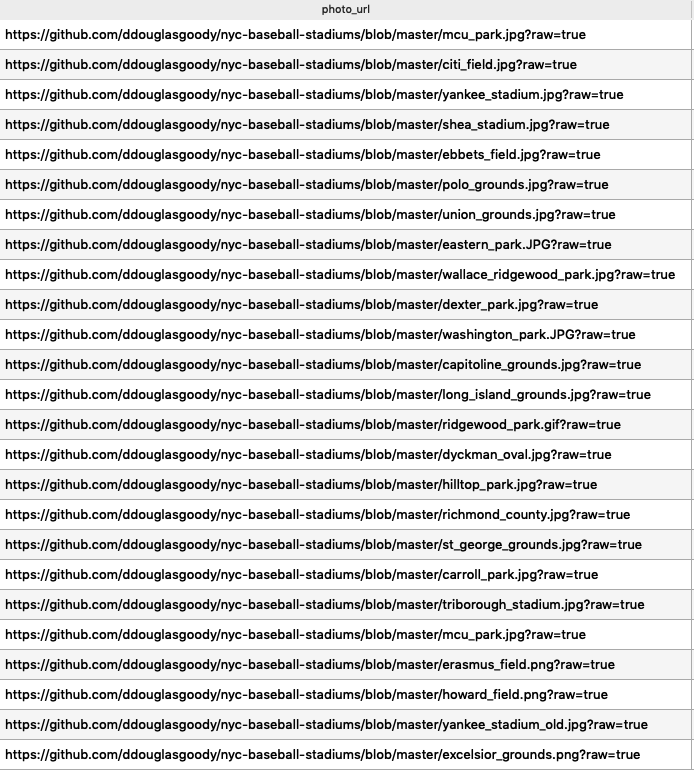 photo_url
https://github.com/ddouglasgoody/nyc-baseball-stadiums/blob/master/mcu_park.jpg?raw=true
https://github.com/ddouglasgoody/nyc-baseball-stadiums/blob/master/citi_field.jpg?raw=true
https://github.com/ddouglasgoody/nyc-baseball-stadiums/blob/master/yankee_stadium.jpg?raw=true
https://github.com/ddouglasgoody/nyc-baseball-stadiums/blob/master/shea_stadium.jpg?raw=true
https://github.com/ddouglasgoody/nyc-baseball-stadiums/blob/master/ebbets_field.jpg?raw=true
https://github.com/ddouglasgoody/nyc-baseball-stadiums/blob/master/polo_grounds.jpg?raw=true
https://github.com/ddouglasgoody/nyc-baseball-stadiums/blob/master/union_grounds.jpg?raw=true
https://github.com/ddouglasgoody/nyc-baseball-stadiums/blob/master/eastern_park.JPG?raw=true
https://github.com/ddouglasgoody/nyc-baseball-stadiums/blob/master/wallace_ridgewood_park.jpg?raw=true
https://github.com/ddouglasgoody/nyc-baseball-stadiums/blob/master/dexter_park.jpg?raw=true
https://github.com/ddouglasgoody/nyc-baseball-stadiums/blob/master/washington_park.JPG?raw=true
https://github.com/ddouglasgoody/nyc-baseball-stadiums/blob/master/capitoline_grounds.jpg?raw=true
https://github.com/ddouglasgoody/nyc-baseball-stadiums/blob/master/long_island_grounds.jpg?raw=true
https://github.com/ddouglasgoody/nyc-baseball-stadiums/blob/master/ridgewood_park.gif?raw=true
https://github.com/ddouglasgoody/nyc-baseball-stadiums/blob/master/dyckman_oval.jpg?raw=true
https://github.com/ddouglasgoody/nyc-baseball-stadiums/blob/master/hilltop_park.jpg?raw=true
https://github.com/ddouglasgoody/nyc-baseball-stadiums/blob/master/richmond_county.jpg?raw=true
https://github.com/ddouglasgoody/nyc-baseball-stadiums/blob/master/st_george_grounds.jpg?raw=true
https://github.com/ddouglasgoody/nyc-baseball-stadiums/blob/master/carroll_park.jpg?raw=true
https://github.com/ddouglasgoody/nyc-baseball-stadiums/blob/master/triborough_stadium.jpg?raw=true
https://github.com/ddouglasgoody/nyc-baseball-stadiums/blob/master/mcu_park.jpg?raw=true
https://github.com/ddouglasgoody/nyc-baseball-stadiums/blob/master/erasmus_field.png?raw=true
https://github.com/ddouglasgoody/nyc-baseball-stadiums/blob/master/howard_field.png?raw=true
https://github.com/ddouglasgoody/nyc-baseball-stadiums/blob/master/yankee_stadium_old.jpg?raw=true
https://github.com/ddouglasgoody/nyc-baseball-stadiums/blob/master/excelsior_grounds.png?raw=true